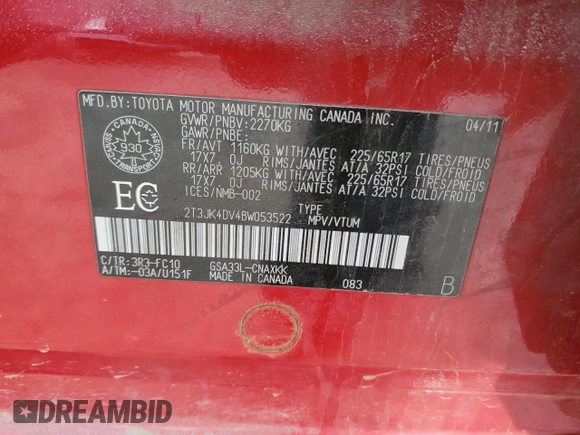 MFD.BY:TOYOTA MOTOR MANUFACTURING CANADA INC.
04/11
GVWR/PNBV:2270KG
GAWR/PNBE:
FR/AVT 1160KG WITH/AVEC 225/65R17 TIRES/PNEUS
17X7.0J RIMS/JANTES AT/A 32PSI COLD/FROID
RR/ARR 1205KG WITH/AVEC 225/65R17 TIRES/PNEUS
17X7.0J RIMS/JANTES AT/A 32PSI COLD/FROID
ICES/NMB-002
CANADA
930
EC
TYPE
2T3JK4DV4BW053522 MPV/VTUM
C/TR:3R3-FC10
A/TM:-03A/U151F
GSA33L-CNAXKK
MADE IN CANADA
083
B
DREAMBID